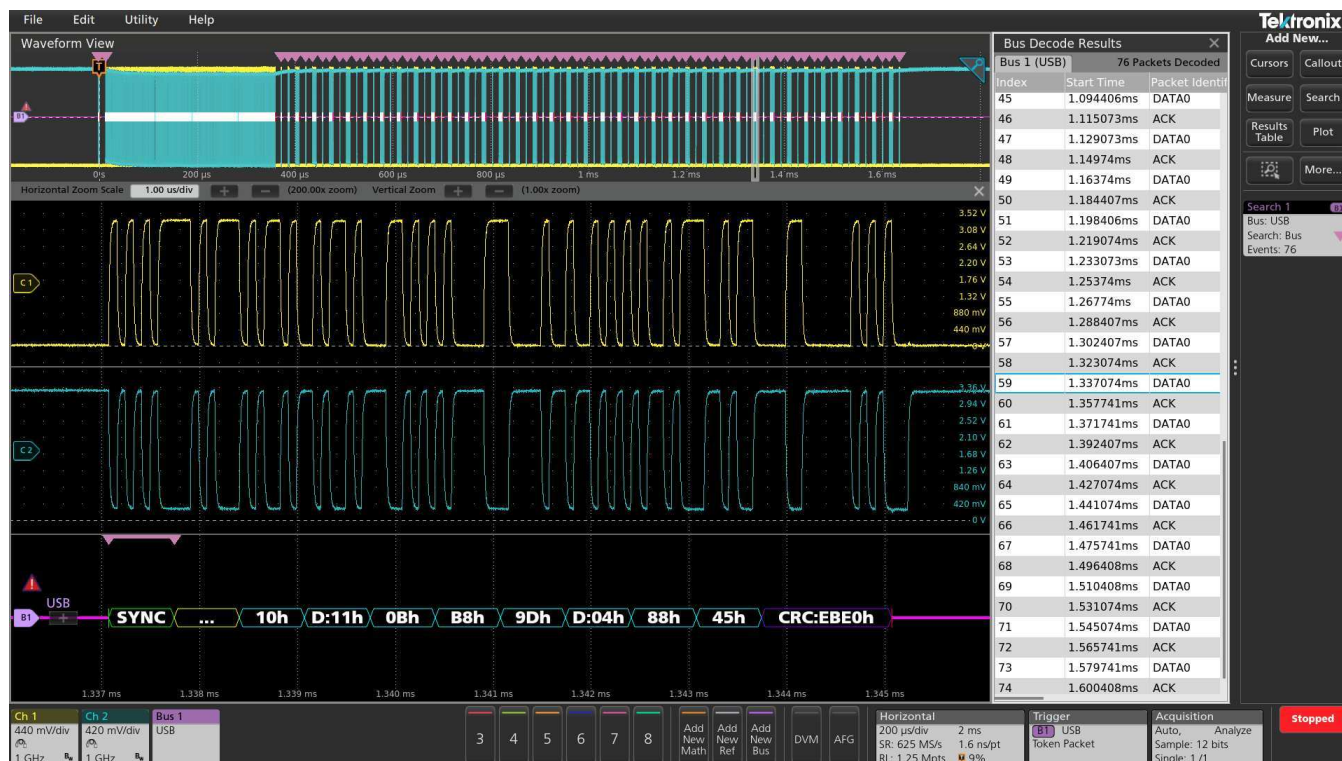 File Edit Utility Help
Tektronix
Waveform View
T
B1
0 s 200 µs 400 µs 600 µs 800 µs 1 ms 1.2 ms 1.4 ms 1.6 ms
Horizontal Zoom Scale 1.00 us/div + − (200.00x zoom) Vertical Zoom + − (1.00x zoom)
C 1
3.52 V
3.08 V
2.64 V
2.20 V
1.76 V
1.32 V
880 mV
440 mV
0 V
C 2
3.36 V
2.94 V
2.52 V
2.10 V
1.68 V
1.26 V
840 mV
420 mV
0 V
USB
B1 + SYNC ... 10h D:11h 0Bh B8h 9Dh D:04h 88h 45h CRC:EBE0h
1.337 ms 1.338 ms 1.339 ms 1.340 ms 1.341 ms 1.342 ms 1.343 ms 1.344 ms 1.345 ms
Bus Decode Results
Bus 1 (USB) 76 Packets Decoded
Index Start Time Packet Identif
45 1.094406ms DATA0
46 1.115073ms ACK
47 1.129073ms DATA0
48 1.14974ms ACK
49 1.16374ms DATA0
50 1.184407ms ACK
51 1.198406ms DATA0
52 1.219074ms ACK
53 1.233073ms DATA0
54 1.25374ms ACK
55 1.26774ms DATA0
56 1.288407ms ACK
57 1.302407ms DATA0
58 1.323074ms ACK
59 1.337074ms DATA0
60 1.357741ms ACK
61 1.371741ms DATA0
62 1.392407ms ACK
63 1.406407ms DATA0
64 1.427074ms ACK
65 1.441074ms DATA0
66 1.461741ms ACK
67 1.475741ms DATA0
68 1.496408ms ACK
69 1.510408ms DATA0
70 1.531074ms ACK
71 1.545074ms DATA0
72 1.565741ms ACK
73 1.579741ms DATA0
74 1.600408ms ACK
Add New...
Cursors Callout
Measure Search
Results Table Plot
More...
Search 1 B1
Bus: USB
Search: Bus
Events: 76
Ch 1
440 mV/div
1 GHz
Ch 2
420 mV/div
1 GHz
Bus 1
USB
3 4 5 6 7 8
Add New Math
Add New Ref
Add New Bus
DVM AFG
Horizontal
200 µs/div 2 ms
SR: 625 MS/s 1.6 ns/pt
RL: 1.25 Mpts 9%
Trigger
B1 USB
Token Packet
Acquisition
Auto, Analyze
Sample: 12 bits
Single: 1 /1
Stopped